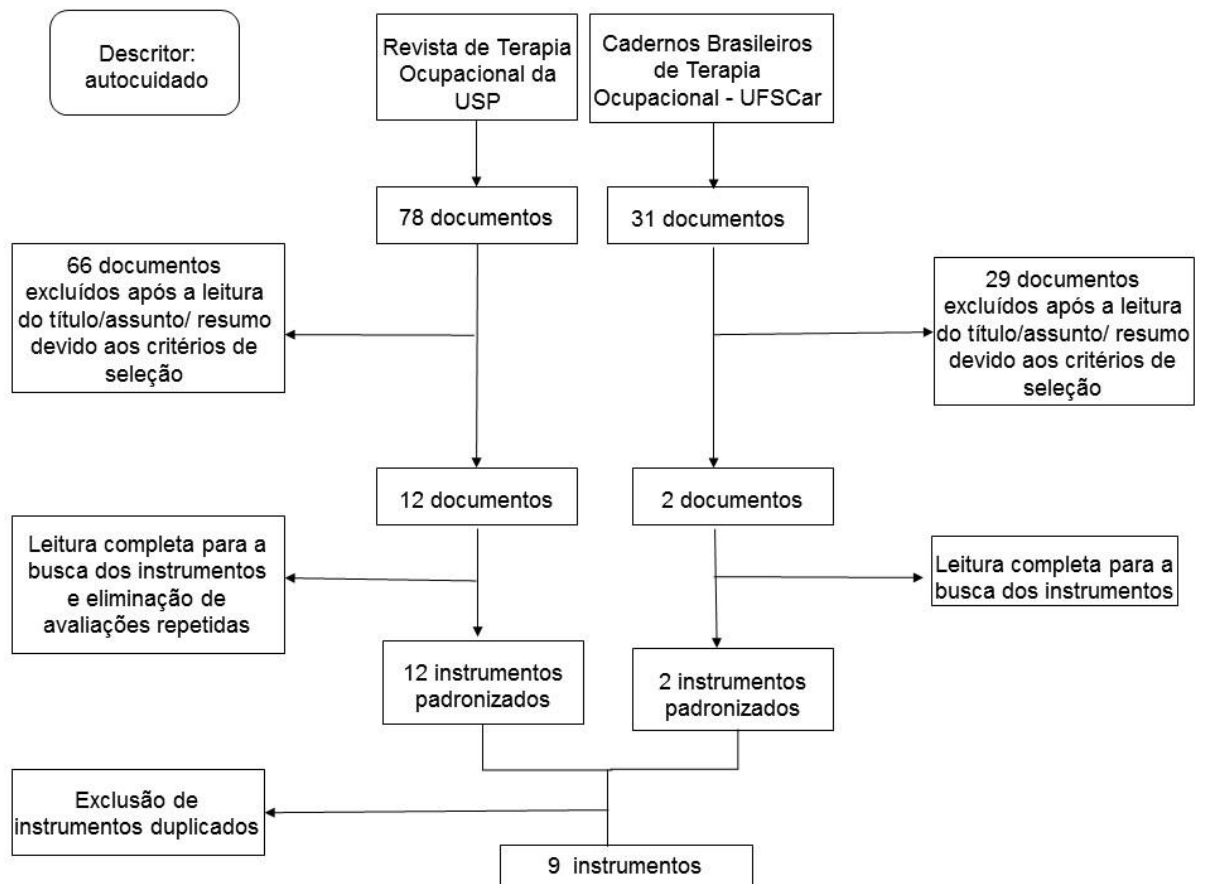 Descritor:
autocuidado
Revista de Terapia
Ocupacional da
USP
Cadernos Brasileiros
de Terapia
Ocupacional - UFSCar
78 documentos
31 documentos
66 documentos
excluídos após a leitura
do título/assunto/ resumo
devido aos critérios de
seleção
29 documentos
excluídos após a leitura
do título/assunto/ resumo
devido aos critérios de
seleção
12 documentos
2 documentos
Leitura completa para a
busca dos instrumentos
e eliminação de
avaliações repetidas
Leitura completa para a
busca dos instrumentos
12 instrumentos
padronizados
2 instrumentos
padronizados
Exclusão de
instrumentos duplicados
9 instrumentos